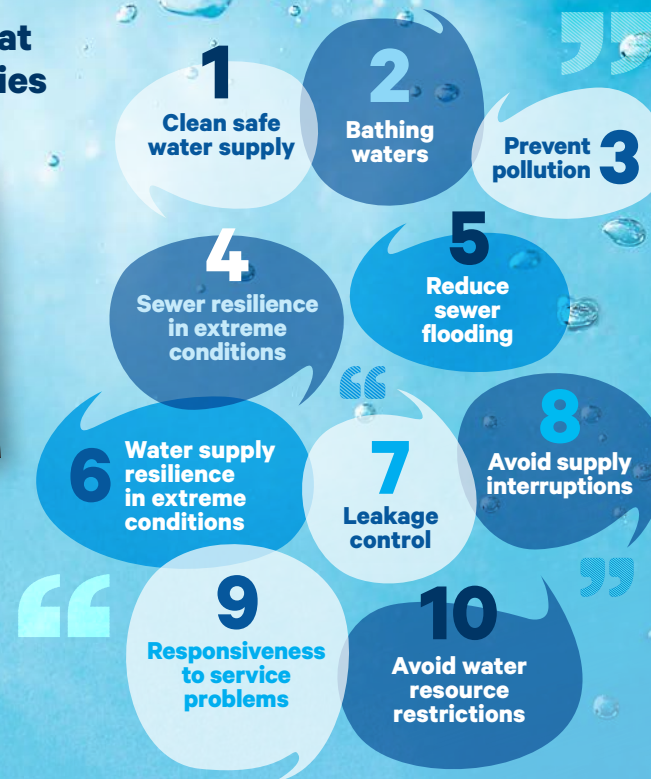 at
ies
1
Clean safe
water supply
2
Bathing
waters
Prevent
pollution
3
4
Sewer resilience
in extreme
conditions
5
Reduce
sewer
flooding
6
Water supply
resilience
in extreme
conditions
7
Leakage
control
8
Avoid supply
interruptions
9
Responsiveness
to service
problems
10
Avoid water
resource
restrictions